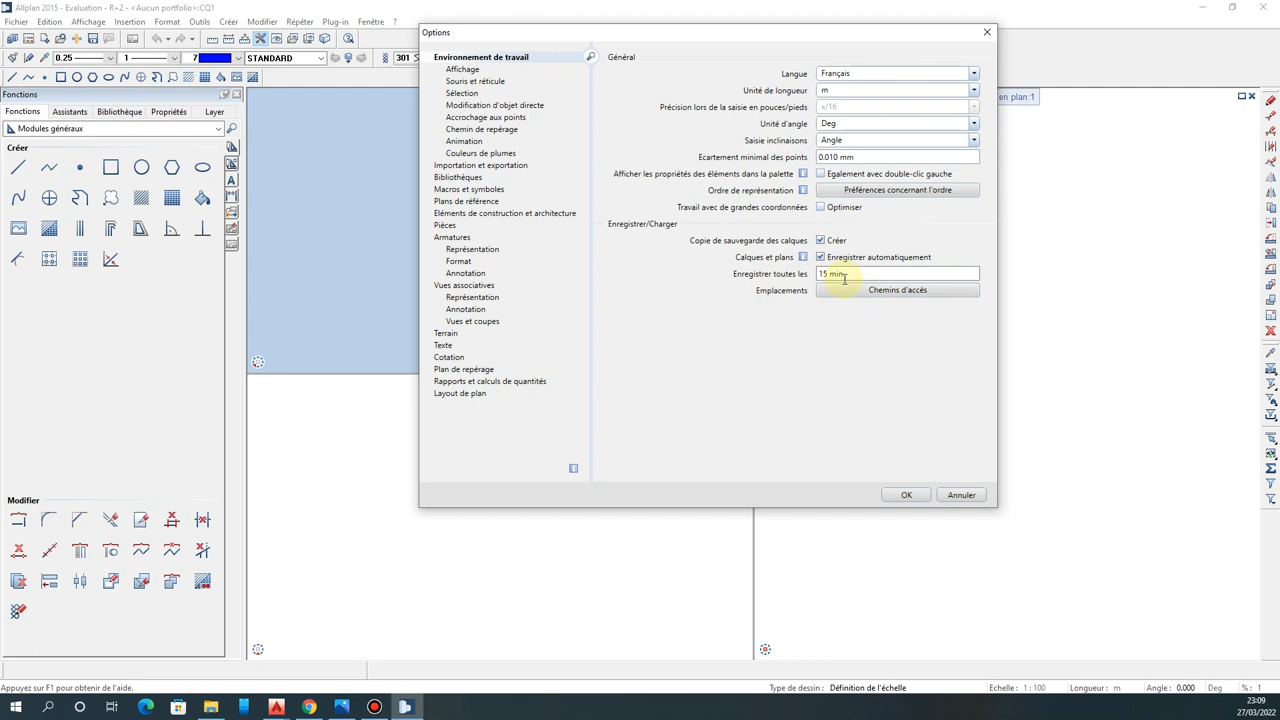 Allplan 2015 - Evaluation - R+2 - <Aucun portfolio>:CQ1
Fichier Edition Affichage Insertion Format Outils Créer Modifier Répéter Plug-in Fenêtre ?
0.25 1 7 STANDARD 301
Fonctions
Fonctions Assistants Bibliothèque Propriétés Layer
Modules généraux
Créer
Modifier
en plan:1
Options
Environnement de travail
Affichage
Souris et réticule
Sélection
Modification d'objet directe
Accrochage aux points
Chemin de repérage
Animation
Couleurs de plumes
Importation et exportation
Bibliothèques
Macros et symboles
Plans de référence
Eléments de construction et architecture
Pièces
Armatures
Représentation
Format
Annotation
Vues associatives
Représentation
Annotation
Vues et coupes
Terrain
Texte
Cotation
Plan de repérage
Rapports et calculs de quantités
Layout de plan
Général
Langue Français
Unité de longueur m
Précision lors de la saisie en pouces/pieds x/16
Unité d'angle Deg
Saisie inclinaisons Angle
Ecartement minimal des points 0.010 mm
Afficher les propriétés des éléments dans la palette Egalement avec double-clic gauche
Ordre de représentation Préférences concernant l'ordre
Travail avec de grandes coordonnées Optimiser
Enregistrer/Charger
Copie de sauvegarde des calques Créer
Calques et plans Enregistrer automatiquement
Enregistrer toutes les 15 min
Emplacements Chemins d'accès
OK Annuler
Appuyez sur F1 pour obtenir de l'aide. Type de dessin : Définition de l'échelle Echelle : 1 : 100 Longueur : m Angle : 0.000 Deg % : 1
23:09
27/03/2022